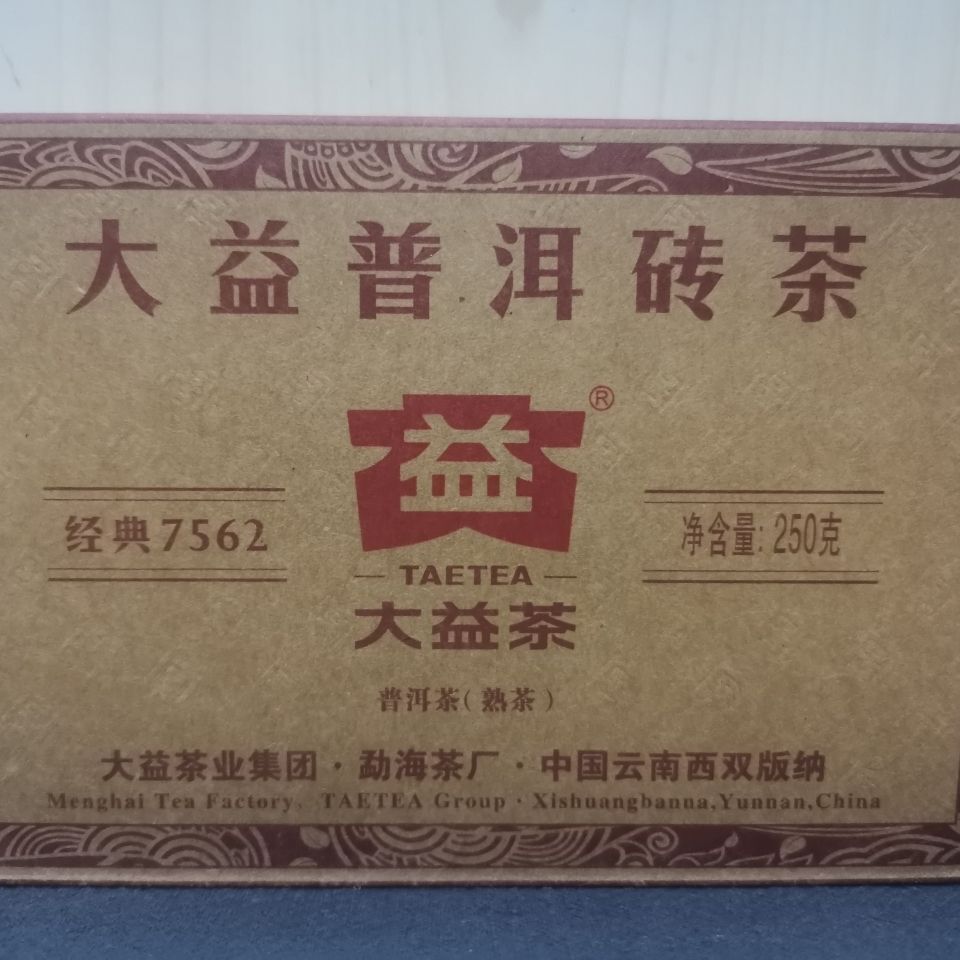 大益普洱砖茶
益®
经典7562
净含量: 250克
TAETEA
大益茶
普洱茶(熟茶)
大益茶业集团·勐海茶厂·中国云南西双版纳
Menghai Tea Factory, TAETEA Group·Xishuangbanna,Yunnan,China